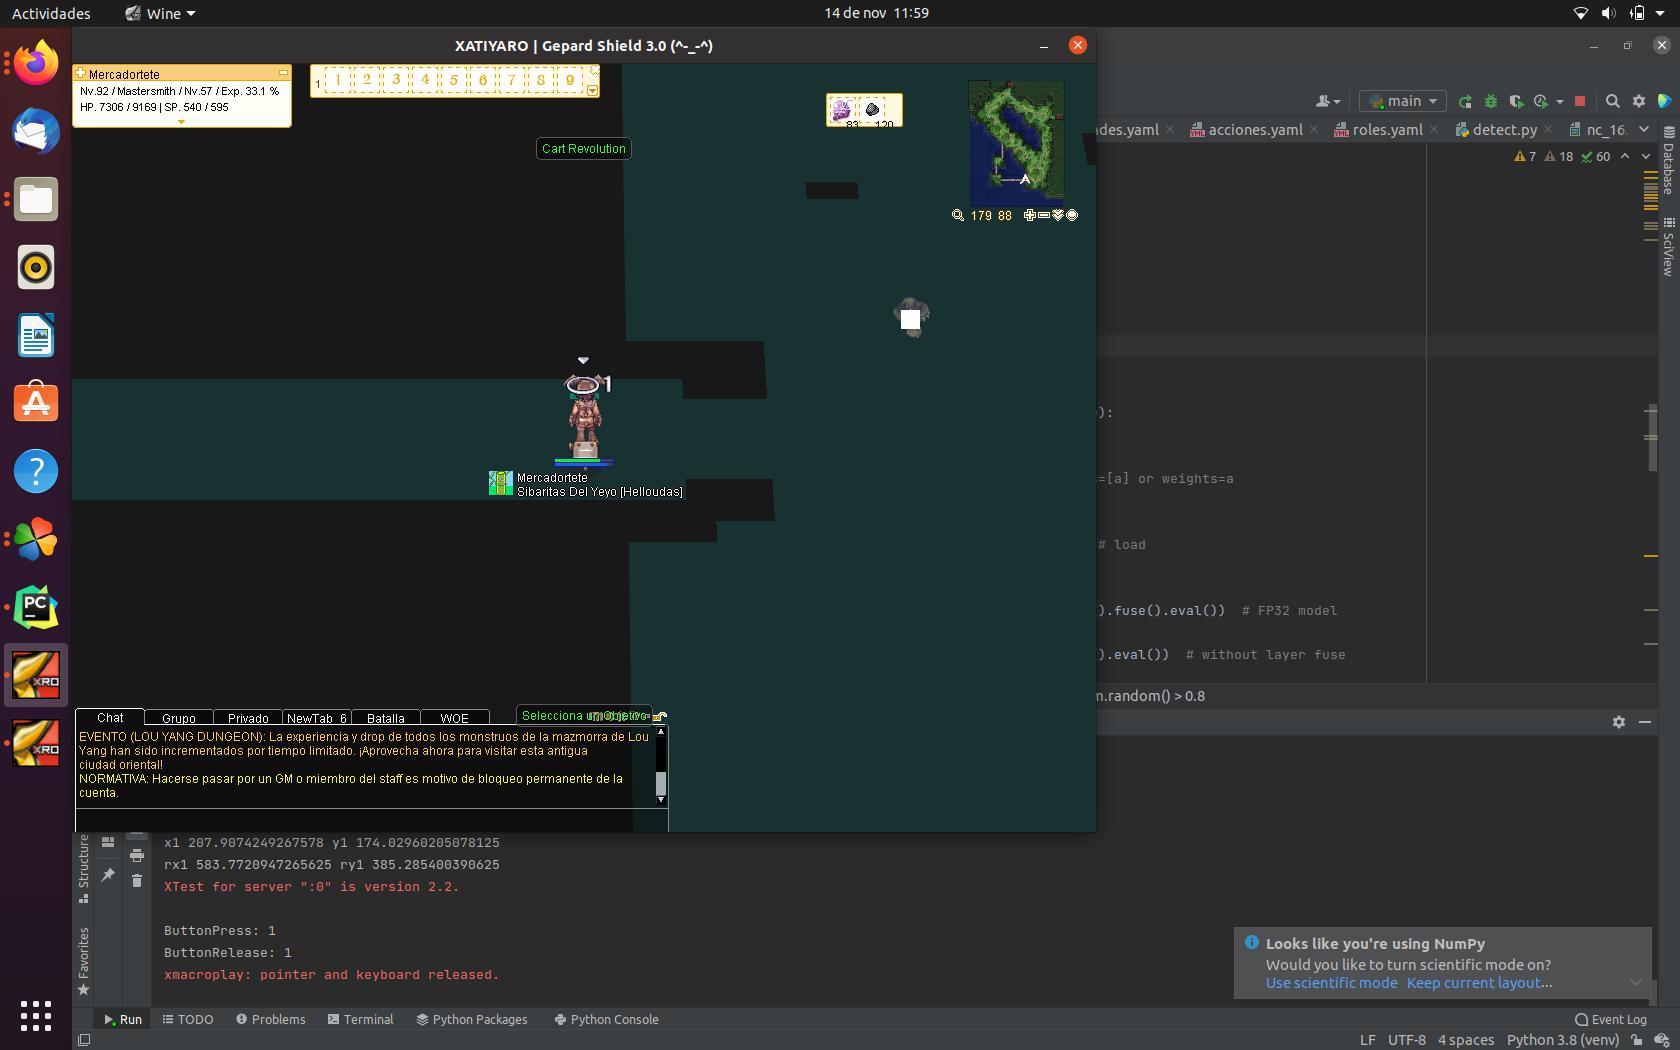 Actividades
Wine
14 de nov 11:59
XATIYARO | Gepard Shield 3.0 (^-_-^)
Mercadortete
Nv.92 / Mastersmith / Nv.57 / Exp. 33.1 %
HP. 7306 / 9169 | SP. 540 / 595
1 1 2 3 4 5 6 7 8 9
Cart Revolution
83 120
179 88
main
des.yaml
acciones.yaml
roles.yaml
detect.py
nc_16.
7 18 60
Database
SciView
):
=[a] or weights=a
# load
).fuse().eval()) # FP32 model
).eval()) # without layer fuse
m.random() > 0.8
1
Mercadortete
Sibaritas Del Yeyo [Helloudas]
PC
XRO
XRO
Chat
Grupo
Privado
NewTab_6
Batalla
WOE
Selecciona un objetivo
EVENTO (LOU YANG DUNGEON): La experiencia y drop de todos los monstruos de la mazmorra de Lou
Yang han sido incrementados por tiempo limitado. ¡Aprovecha ahora para visitar esta antigua
ciudad oriental!
NORMATIVA: Hacerse pasar por un GM o miembro del staff es motivo de bloqueo permanente de la
cuenta.
Structure
Favorites
x1 207.9074249267578 y1 174.02960205078125
rx1 583.7720947265625 ry1 385.285400390625
XTest for server ":0" is version 2.2.
ButtonPress: 1
ButtonRelease: 1
xmacroplay: pointer and keyboard released.
Looks like you're using NumPy
Would you like to turn scientific mode on?
Use scientific mode Keep current layout...
Run
TODO
Problems
Terminal
Python Packages
Python Console
Event Log
LF UTF-8 4 spaces Python 3.8 (venv)